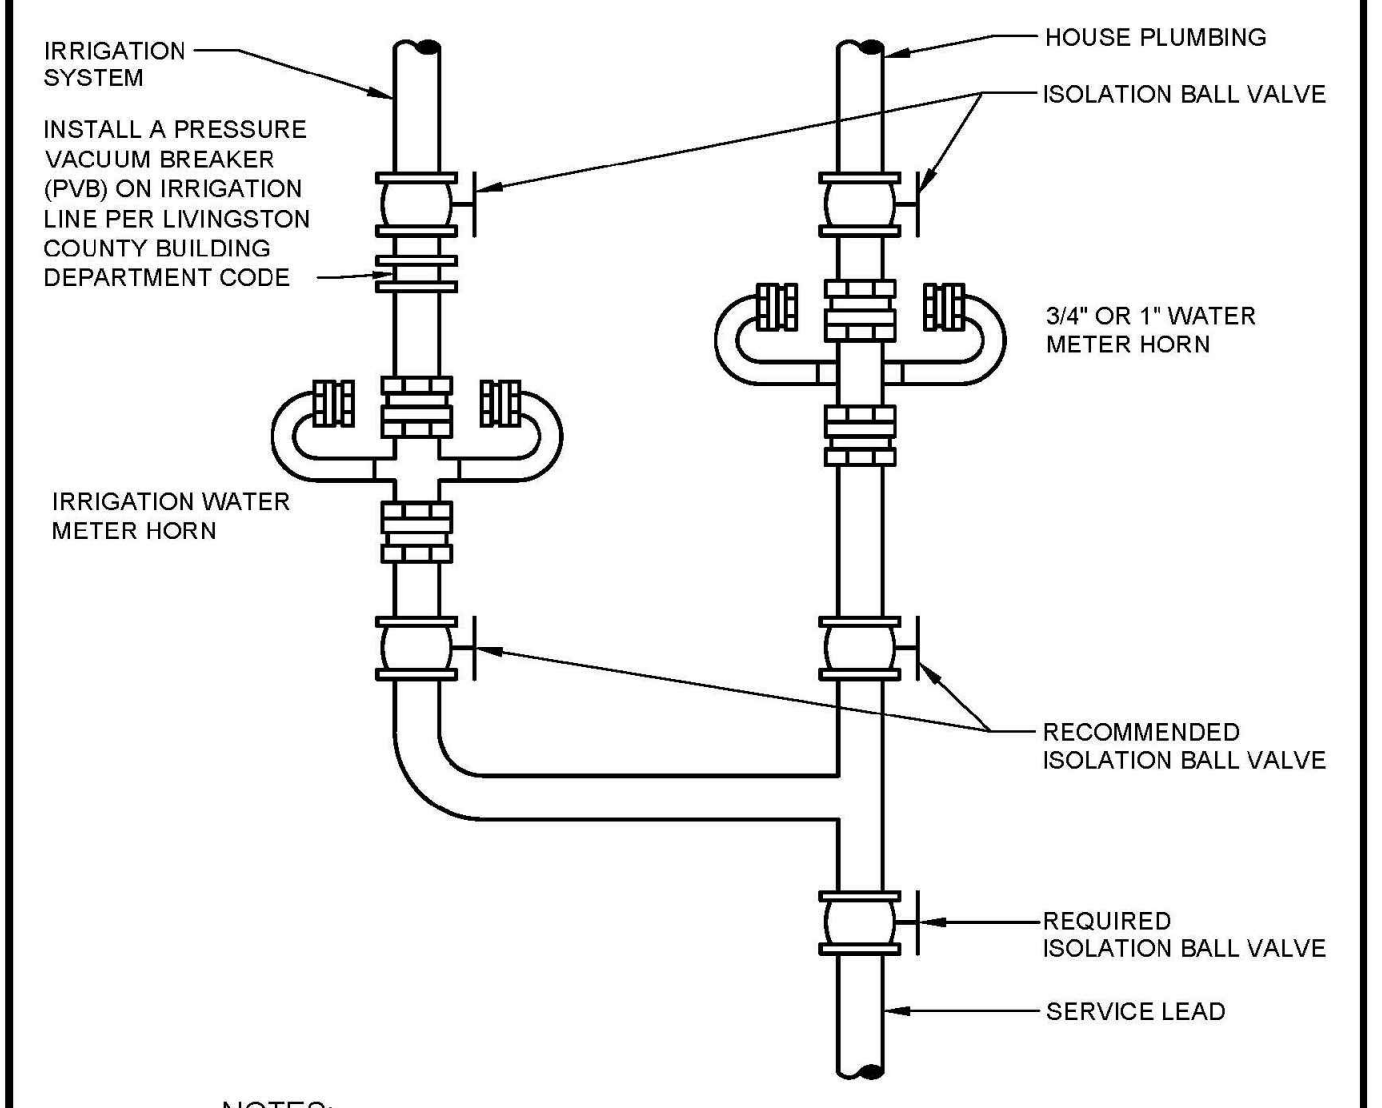 IRRIGATION
SYSTEM
INSTALL A PRESSURE
VACUUM BREAKER
(PVB) ON IRRIGATION
LINE PER LIVINGSTON
COUNTY BUILDING
DEPARTMENT CODE
IRRIGATION WATER
METER HORN
HOUSE PLUMBING
ISOLATION BALL VALVE
3/4" OR 1" WATER
METER HORN
RECOMMENDED
ISOLATION BALL VALVE
REQUIRED
ISOLATION BALL VALVE
SERVICE LEAD
NOTES: